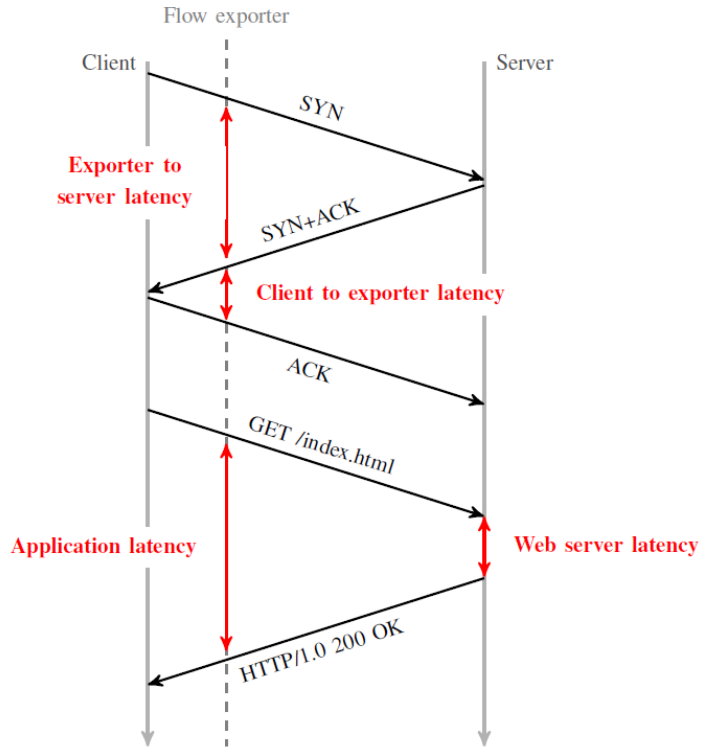 Flow exporter
Client
Server
SYN
Exporter to
server latency
SYN+ACK
Client to exporter latency
ACK
GET /index.html
Application latency
Web server latency
HTTP/1.0 200 OK